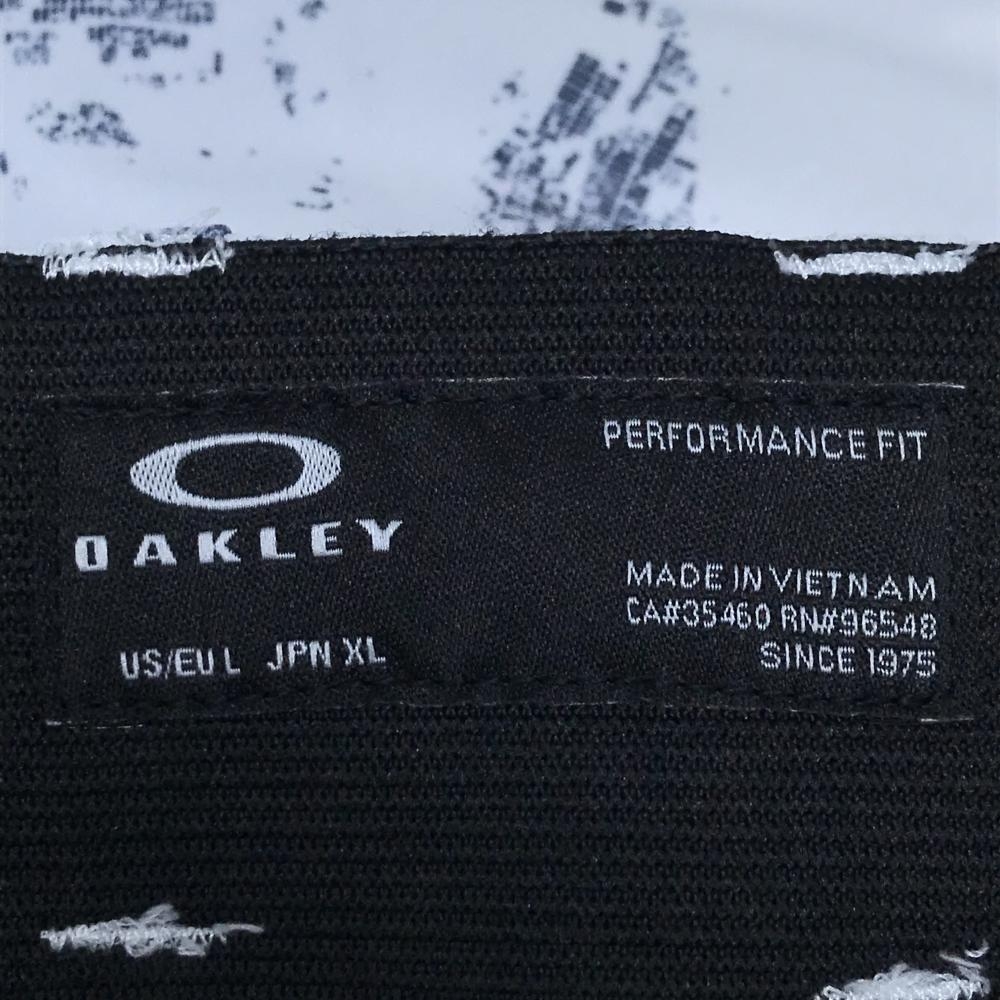 OAKLEY
US/EU L JPN XL
PERFORMANCE FIT
MADE IN VIETNAM
CA#35460 RN#96548
SINCE 1975